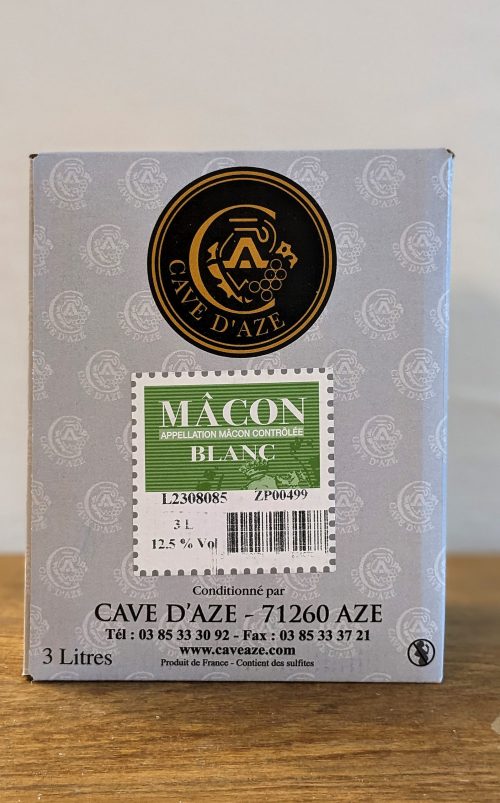 CAVE D'AZE
MÂCON
APPELLATION MÂCON CONTRÔLÉE
BLANC
L2308085 ZP00499
3 L
12.5 % Vol
Conditionné par
CAVE D'AZE - 71260 AZE
Tél : 03 85 33 30 92 - Fax : 03 85 33 37 21
www.caveaze.com
3 Litres
Produit de France - Contient des sulfites